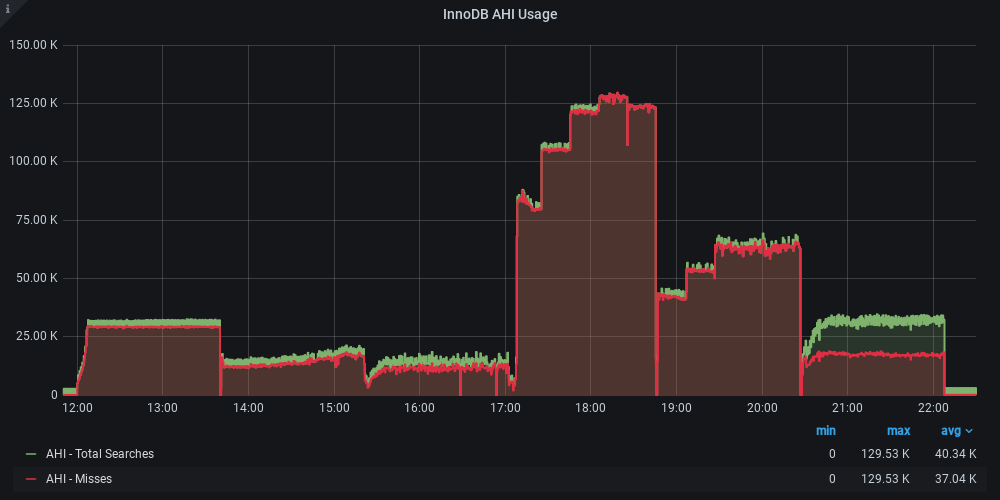 i
InnoDB AHI Usage
150.00 K
125.00 K
100.00 K
75.00 K
50.00 K
25.00 K
0
12:00 13:00 14:00 15:00 16:00 17:00 18:00 19:00 20:00 21:00 22:00
min max avg
AHI - Total Searches 0 129.53 K 40.34 K
AHI - Misses 0 129.53 K 37.04 K